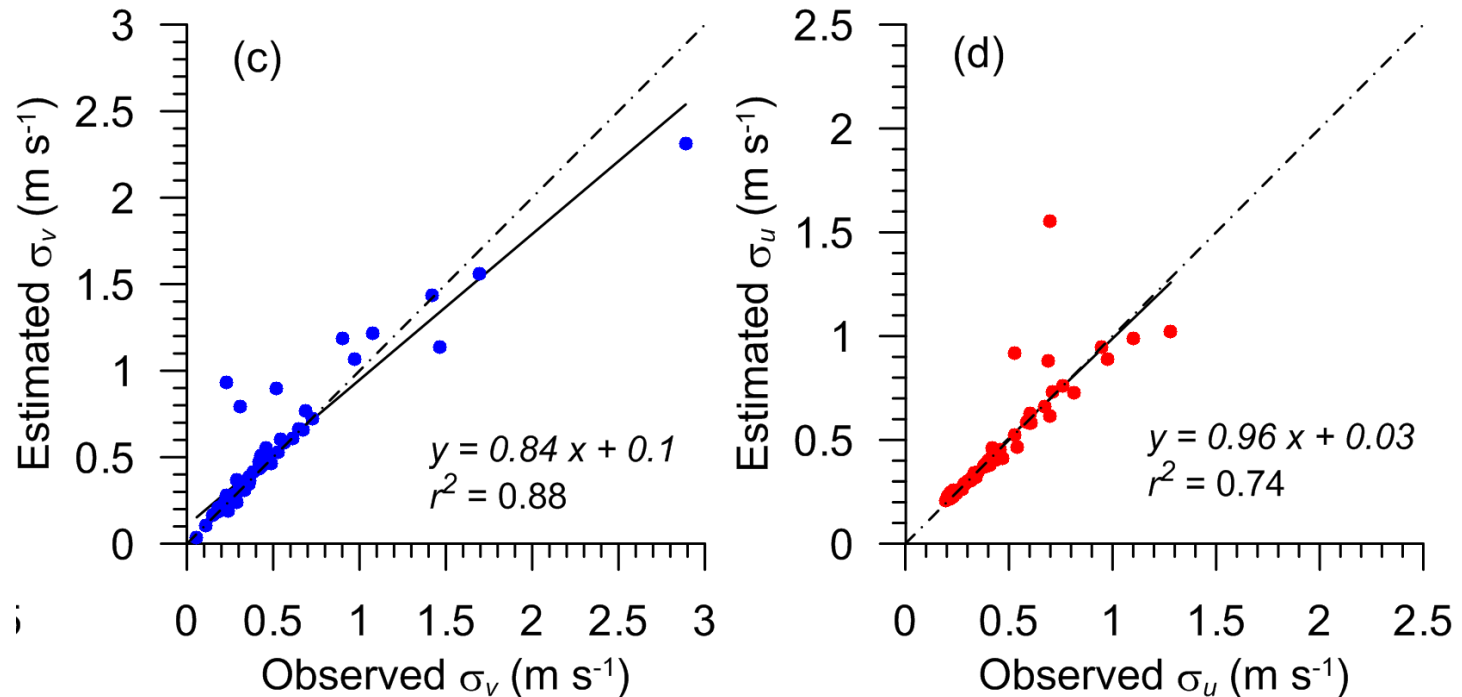 (c)
3
2.5
2
1.5
1
0.5
0
Estimated σv (m s-1)
y = 0.84 x + 0.1
r2 = 0.88
0 0.5 1 1.5 2 2.5 3
Observed σv (m s-1)
(d)
2.5
2
1.5
1
0.5
0
Estimated σu (m s-1)
y = 0.96 x + 0.03
r2 = 0.74
0 0.5 1 1.5 2 2.5
Observed σu (m s-1)